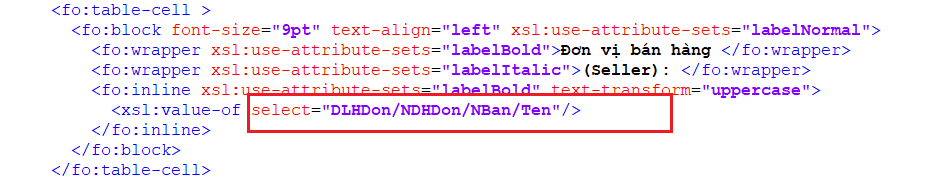 <fo:table-cell >
<fo:block font-size="9pt" text-align="left" xsl:use-attribute-sets="labelNormal">
<fo:wrapper xsl:use-attribute-sets="labelBold">Đơn vị bán hàng </fo:wrapper>
<fo:wrapper xsl:use-attribute-sets="labelItalic">(Seller): </fo:wrapper>
<fo:inline xsl:use-attribute-sets="labelBold" text-transform="uppercase">
<xsl:value-of select="DLHDon/NDHDon/NBan/Ten"/>
</fo:inline>
</fo:block>
</fo:table-cell>